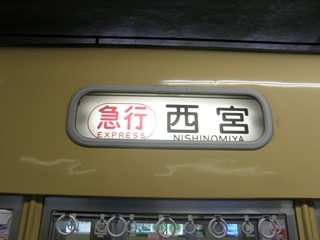 急行 西宮
EXPRESS NISHINOMIYA